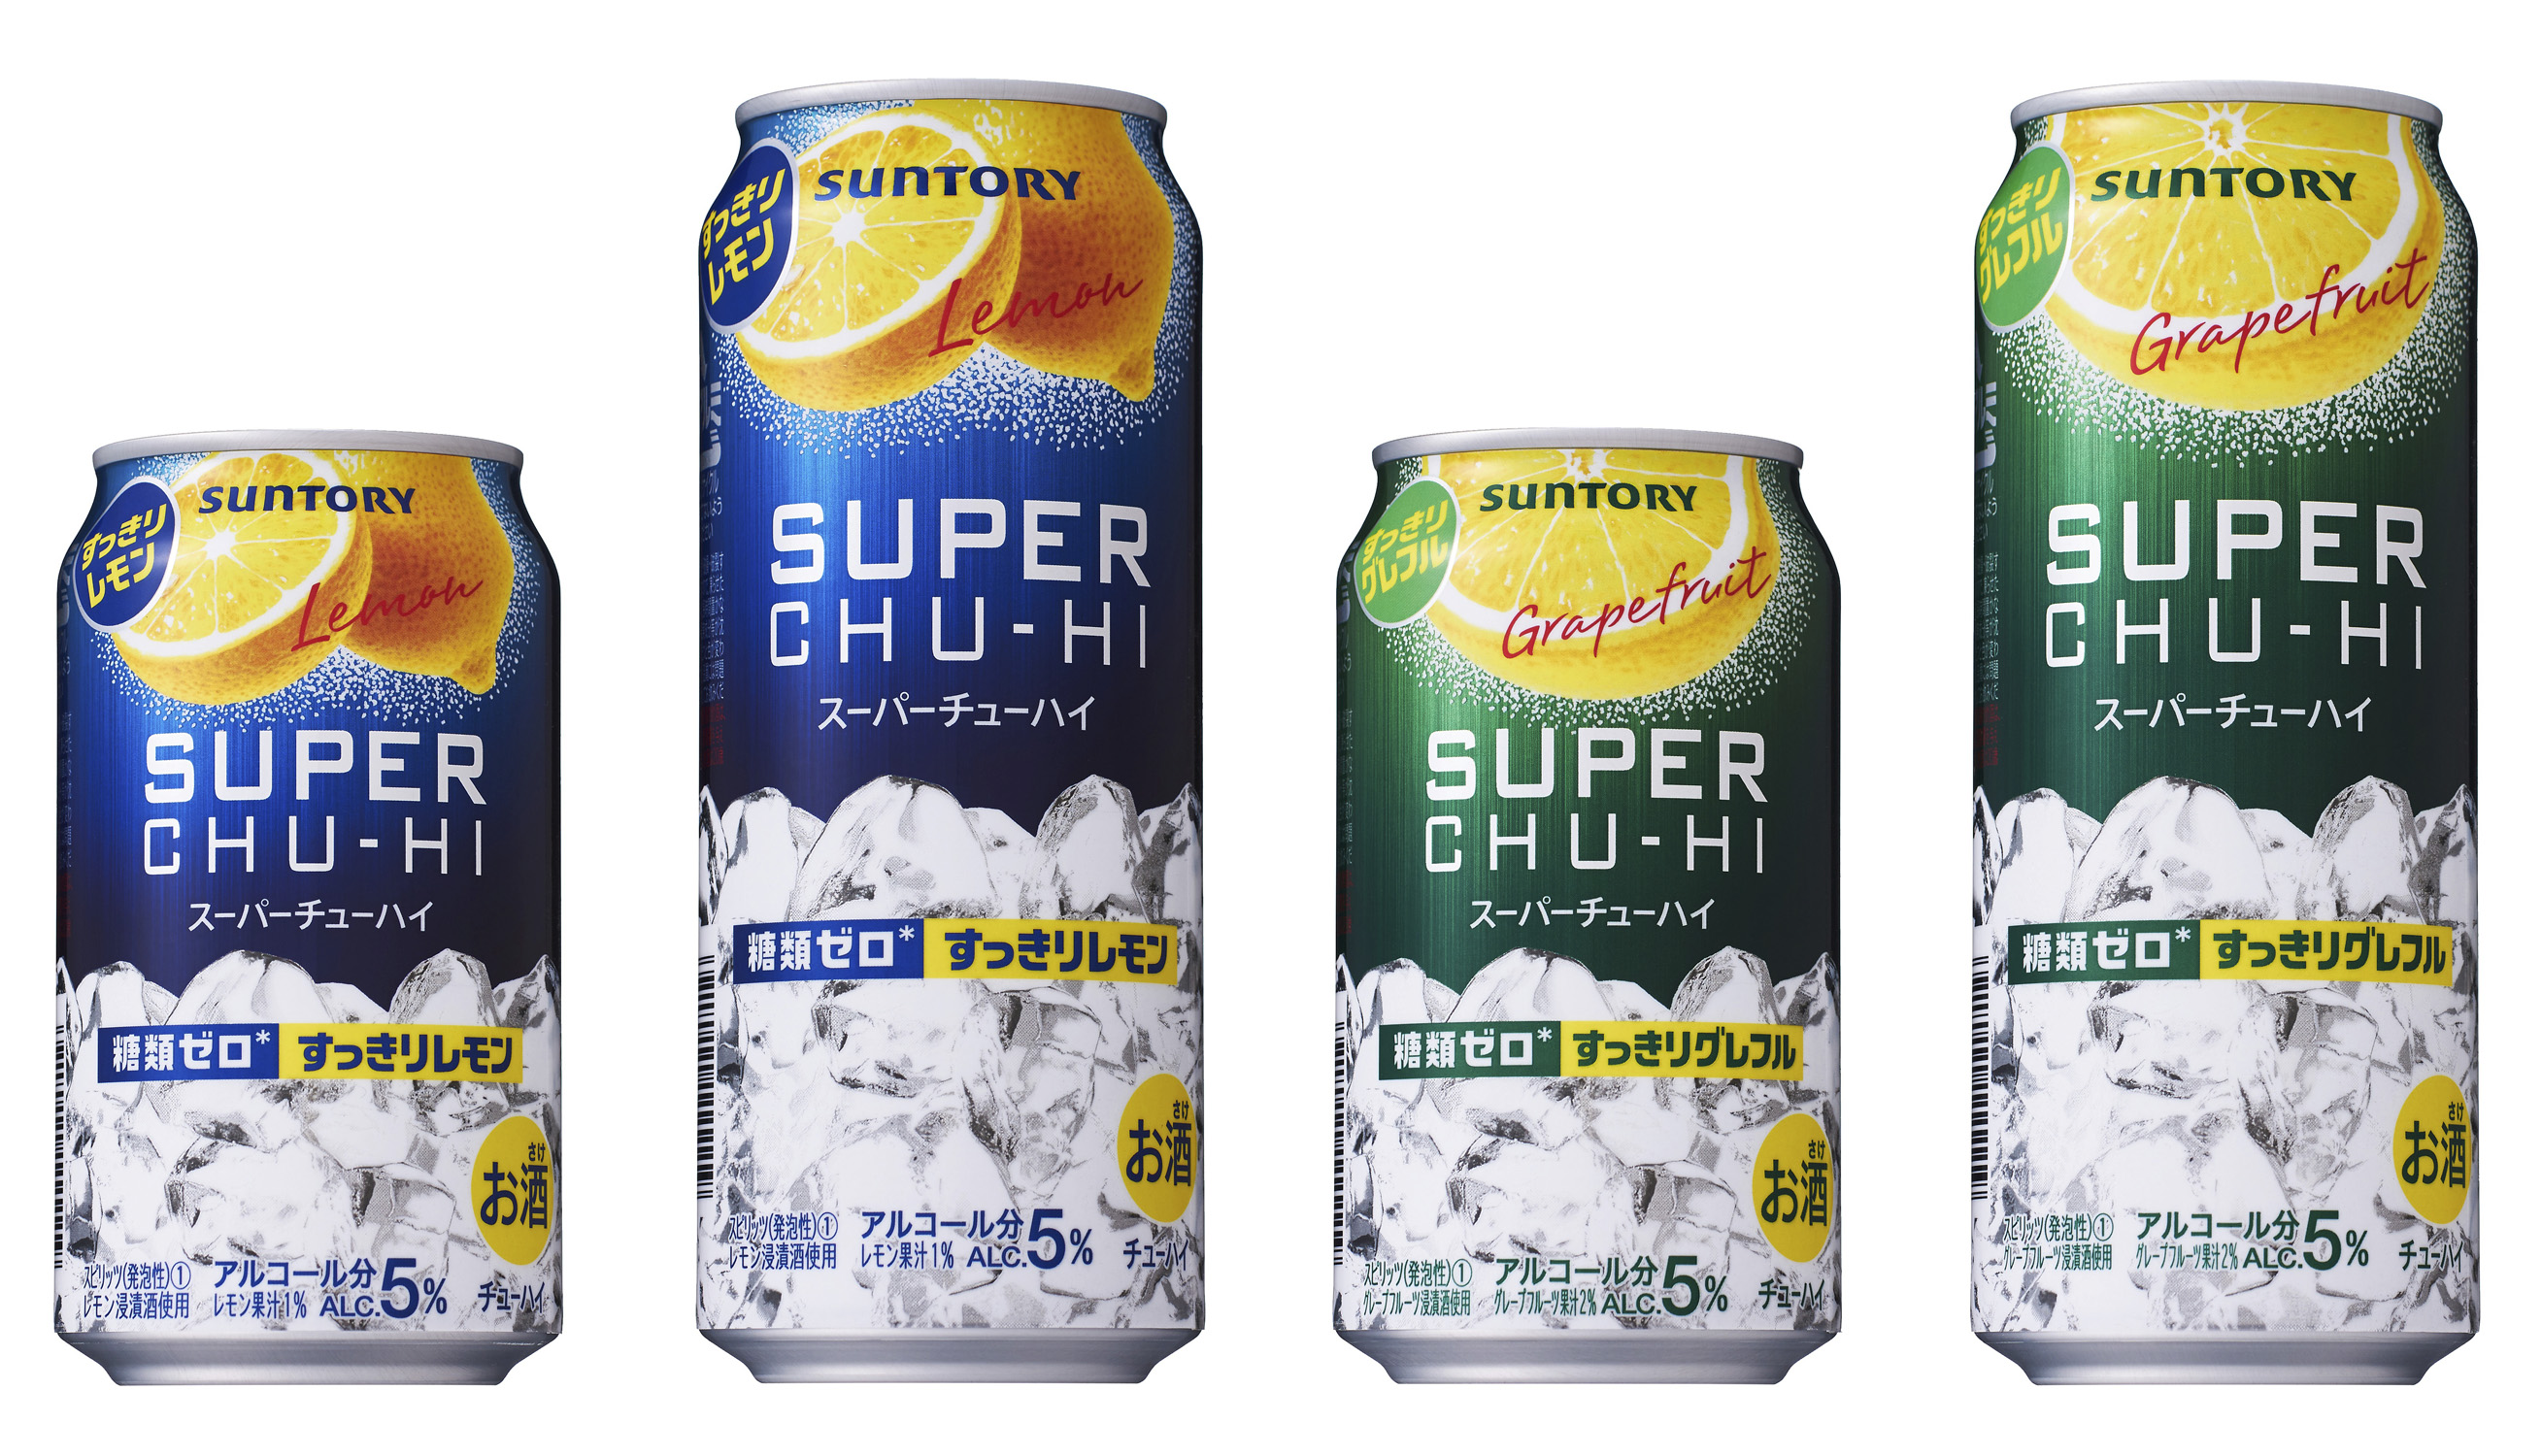 SUNTORY
すっきり
レモン
Lemon
SUPER
CHU-HI
スーパーチューハイ
糖類ゼロ* すっきりレモン
さけ
お酒
スピリッツ(発泡性)①
レモン浸漬酒使用
アルコール分5%
レモン果汁1% ALC.
チューハイ
SUNTORY
すっきり
レモン
Lemon
SUPER
CHU-HI
スーパーチューハイ
糖類ゼロ* すっきりレモン
さけ
お酒
スピリッツ(発泡性)①
レモン浸漬酒使用
アルコール分5%
レモン果汁1% ALC.
チューハイ
SUNTORY
すっきり
グレフル
Grapefruit
SUPER
CHU-HI
スーパーチューハイ
糖類ゼロ* すっきりグレフル
さけ
お酒
スピリッツ(発泡性)①
グレープフルーツ浸漬酒使用
アルコール分5%
グレープフルーツ果汁2% ALC.
チューハイ
SUNTORY
すっきり
グレフル
Grapefruit
SUPER
CHU-HI
スーパーチューハイ
糖類ゼロ* すっきりグレフル
さけ
お酒
スピリッツ(発泡性)①
グレープフルーツ浸漬酒使用
アルコール分5%
グレープフルーツ果汁2% ALC.
チューハイ